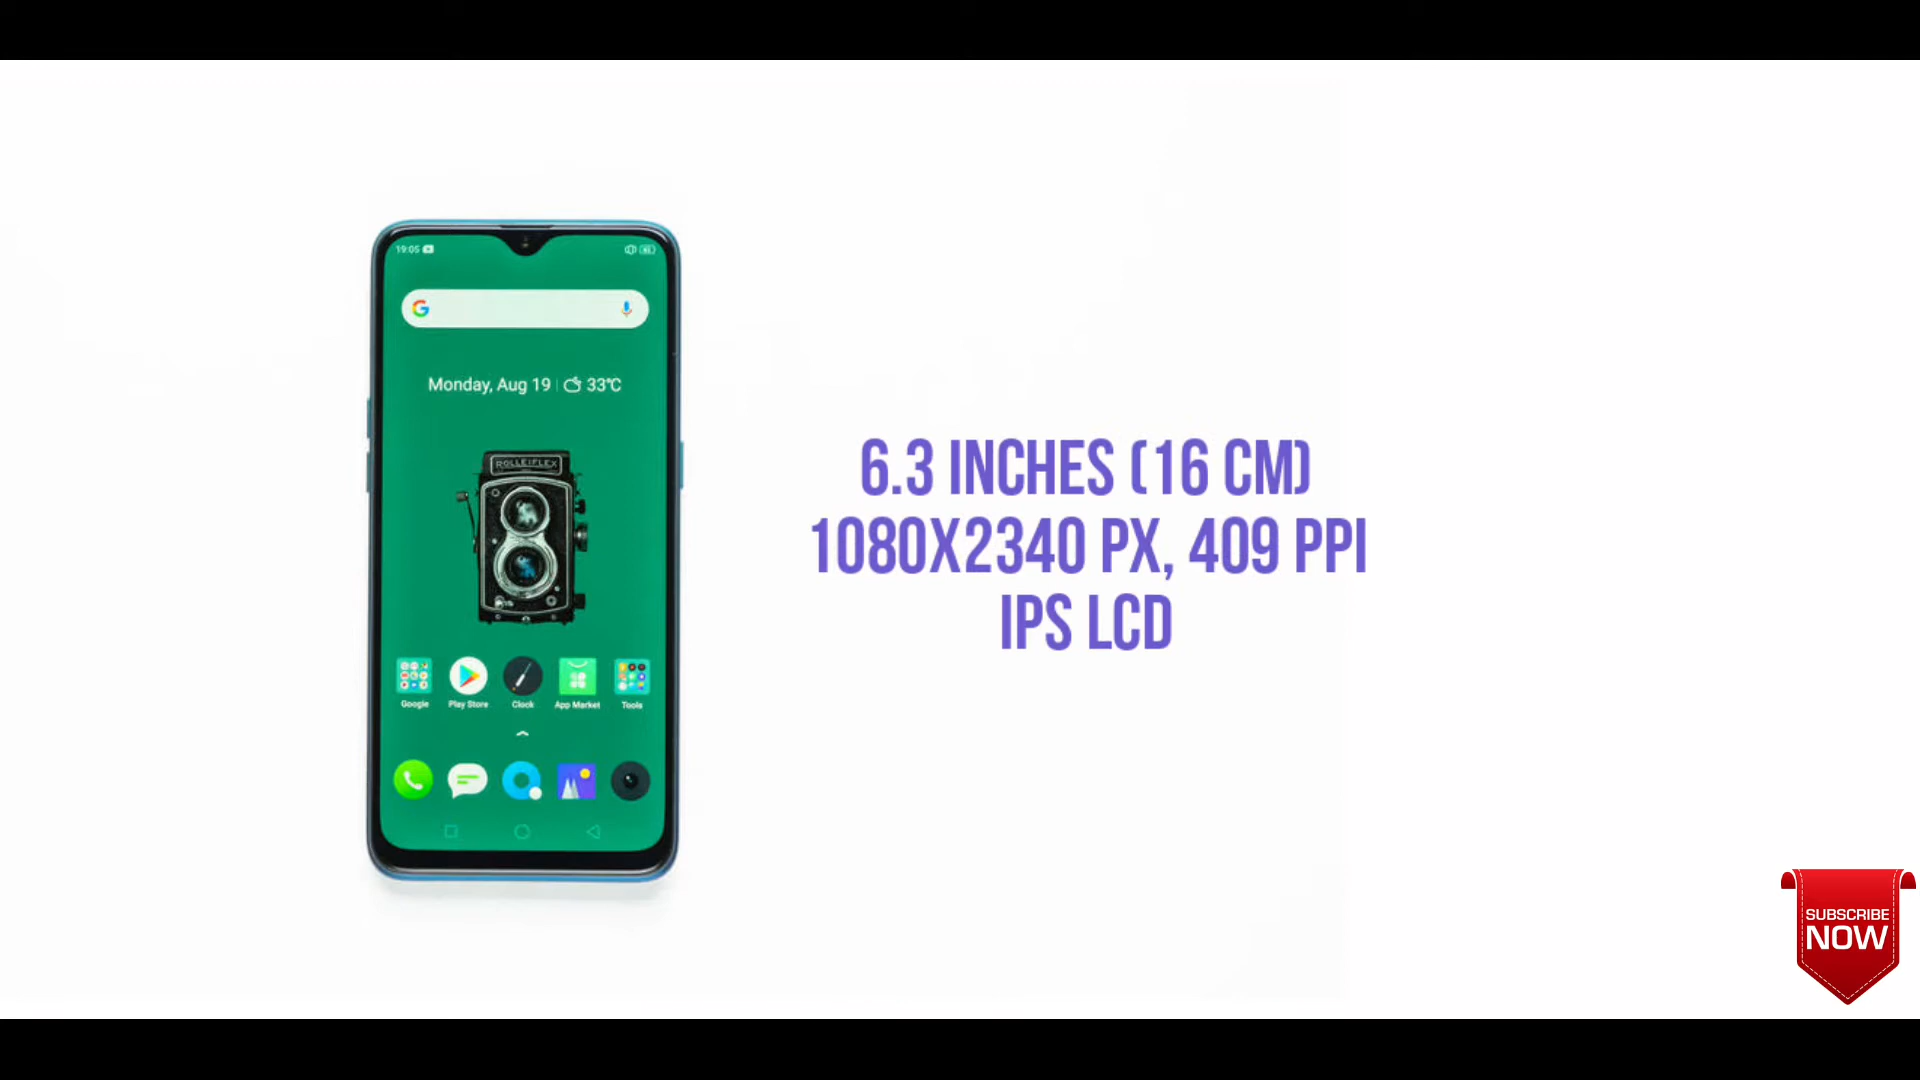 19:05
Monday, Aug 19 33°C
ROLLEIFLEX
Google Play Store Clock App Market Tools
6.3 INCHES (16 CM)
1080X2340 PX, 409 PPI
IPS LCD
SUBSCRIBE
NOW